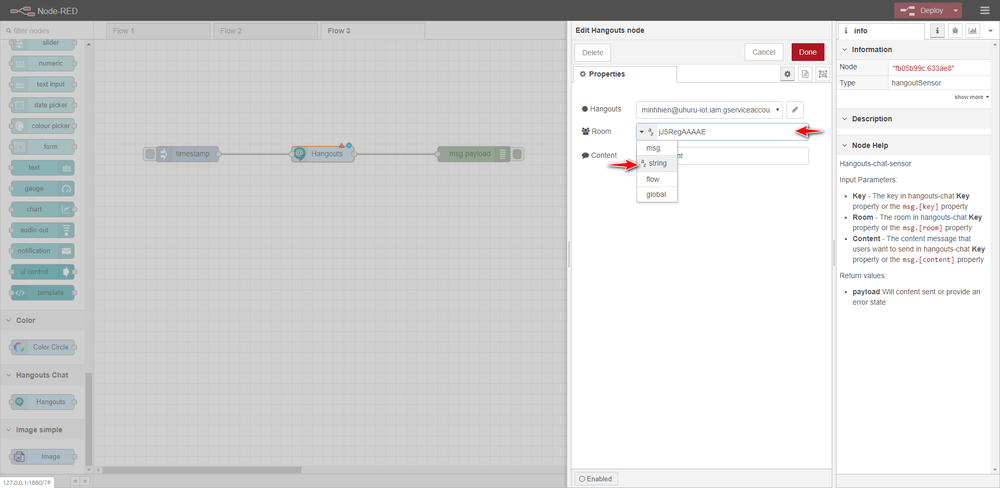 Node-RED
Deploy
filter nodes
slider
numeric
text input
date picker
colour picker
form
text
gauge
chart
audio out
notification
ui control
template
Color
Color Circle
Hangouts Chat
Hangouts
Image simple
Image
127.0.0.1:1880/?#
Flow 1
Flow 2
Flow 3
timestamp
Hangouts
msg.payload
Edit Hangouts node
Delete
Cancel
Done
Properties
Hangouts
minhhien@uhuru-iot.iam.gserviceaccou
Room
az
jJ5RegAAAAE
Content
nt
msg.
az string
flow.
global.
Enabled
info
Information
Node
"fb05b99c.633ae8"
Type
hangoutSensor
show more
Description
Node Help
Hangouts-chat-sensor
Input Parameters:
Key - The key in hangouts-chat Key
property or the msg.[key] property
Room - The room in hangouts-chat Key
property or the msg.[room] property
Content - The content message that
users want to send in hangouts-chat Key
property or the msg.[content] property
Return values:
payload Will content sent or provide an
error state